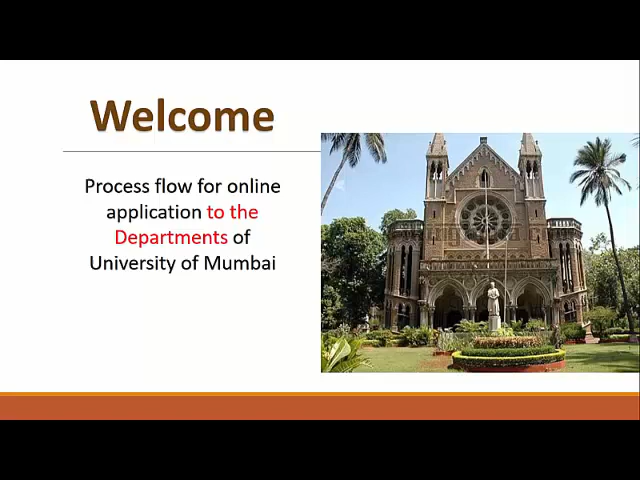 Welcome
Process flow for online
application to the
Departments of
University of Mumbai